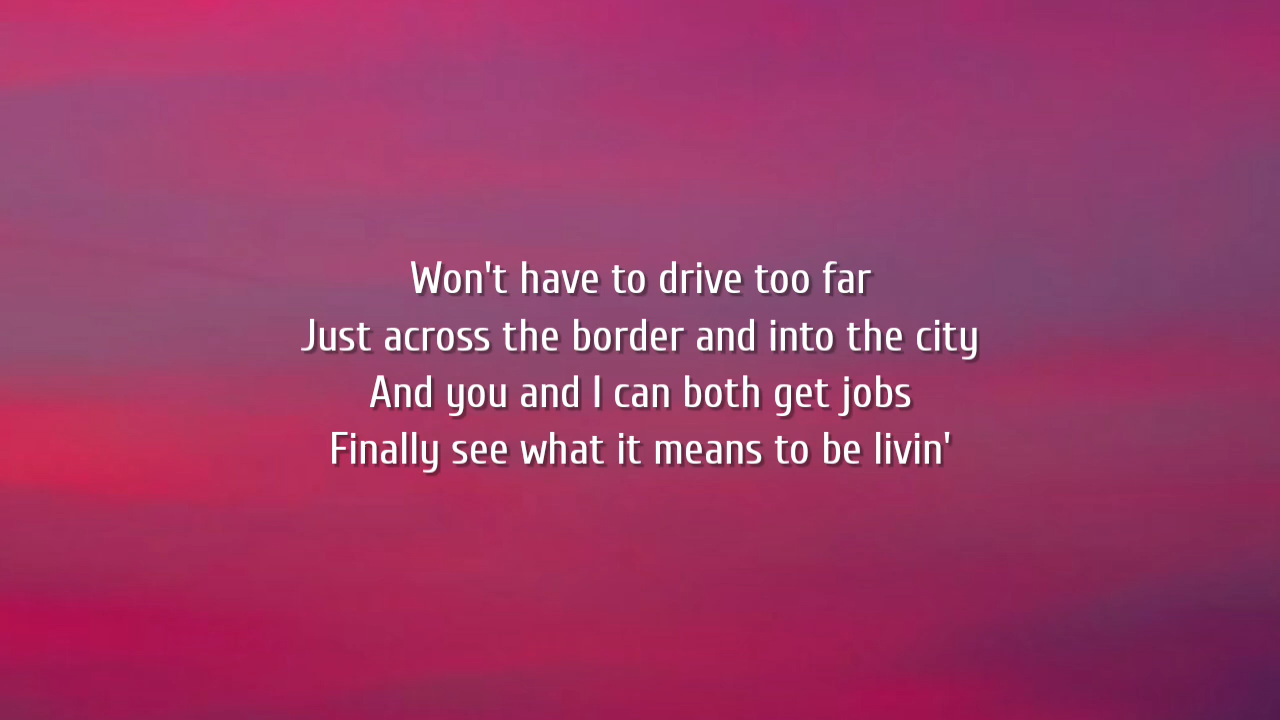 Won't have to drive too far
Just across the border and into the city
And you and I can both get jobs
Finally see what it means to be livin'